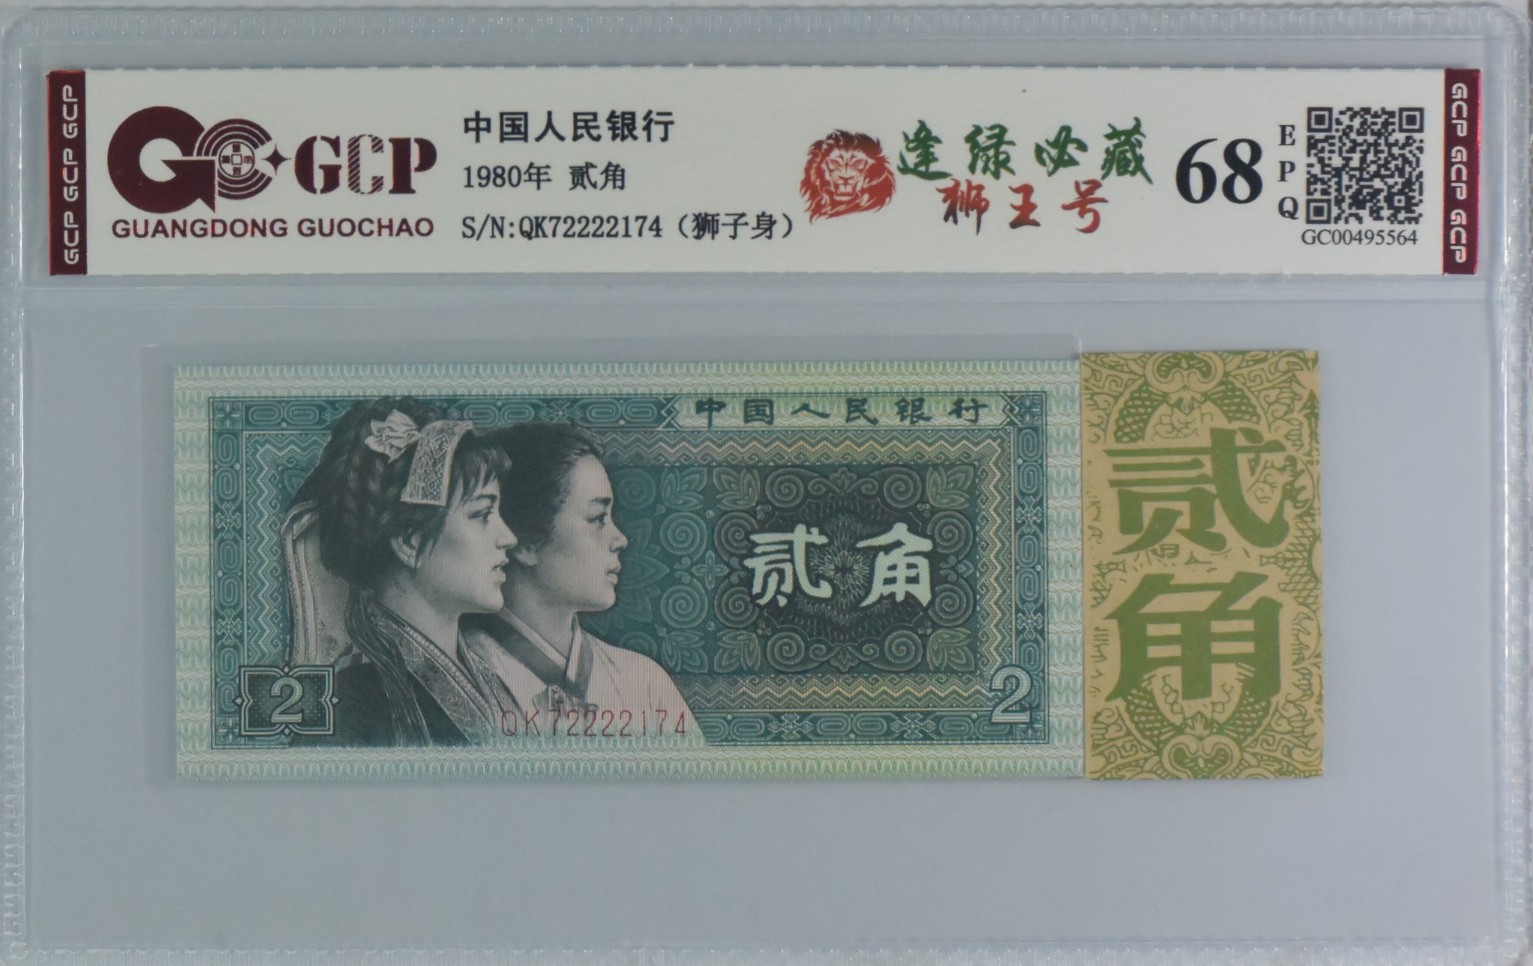 GCP GCP GCP
GCP
GUANGDONG GUOCHAO
中国人民银行
1980年 贰角
S/N:QK72222174（狮子身）
逢绿必藏
狮王号
68
EPQ
GC00495564
GCP GCP GCP
中国人民银行
贰角
2
2
QK72222174
贰角